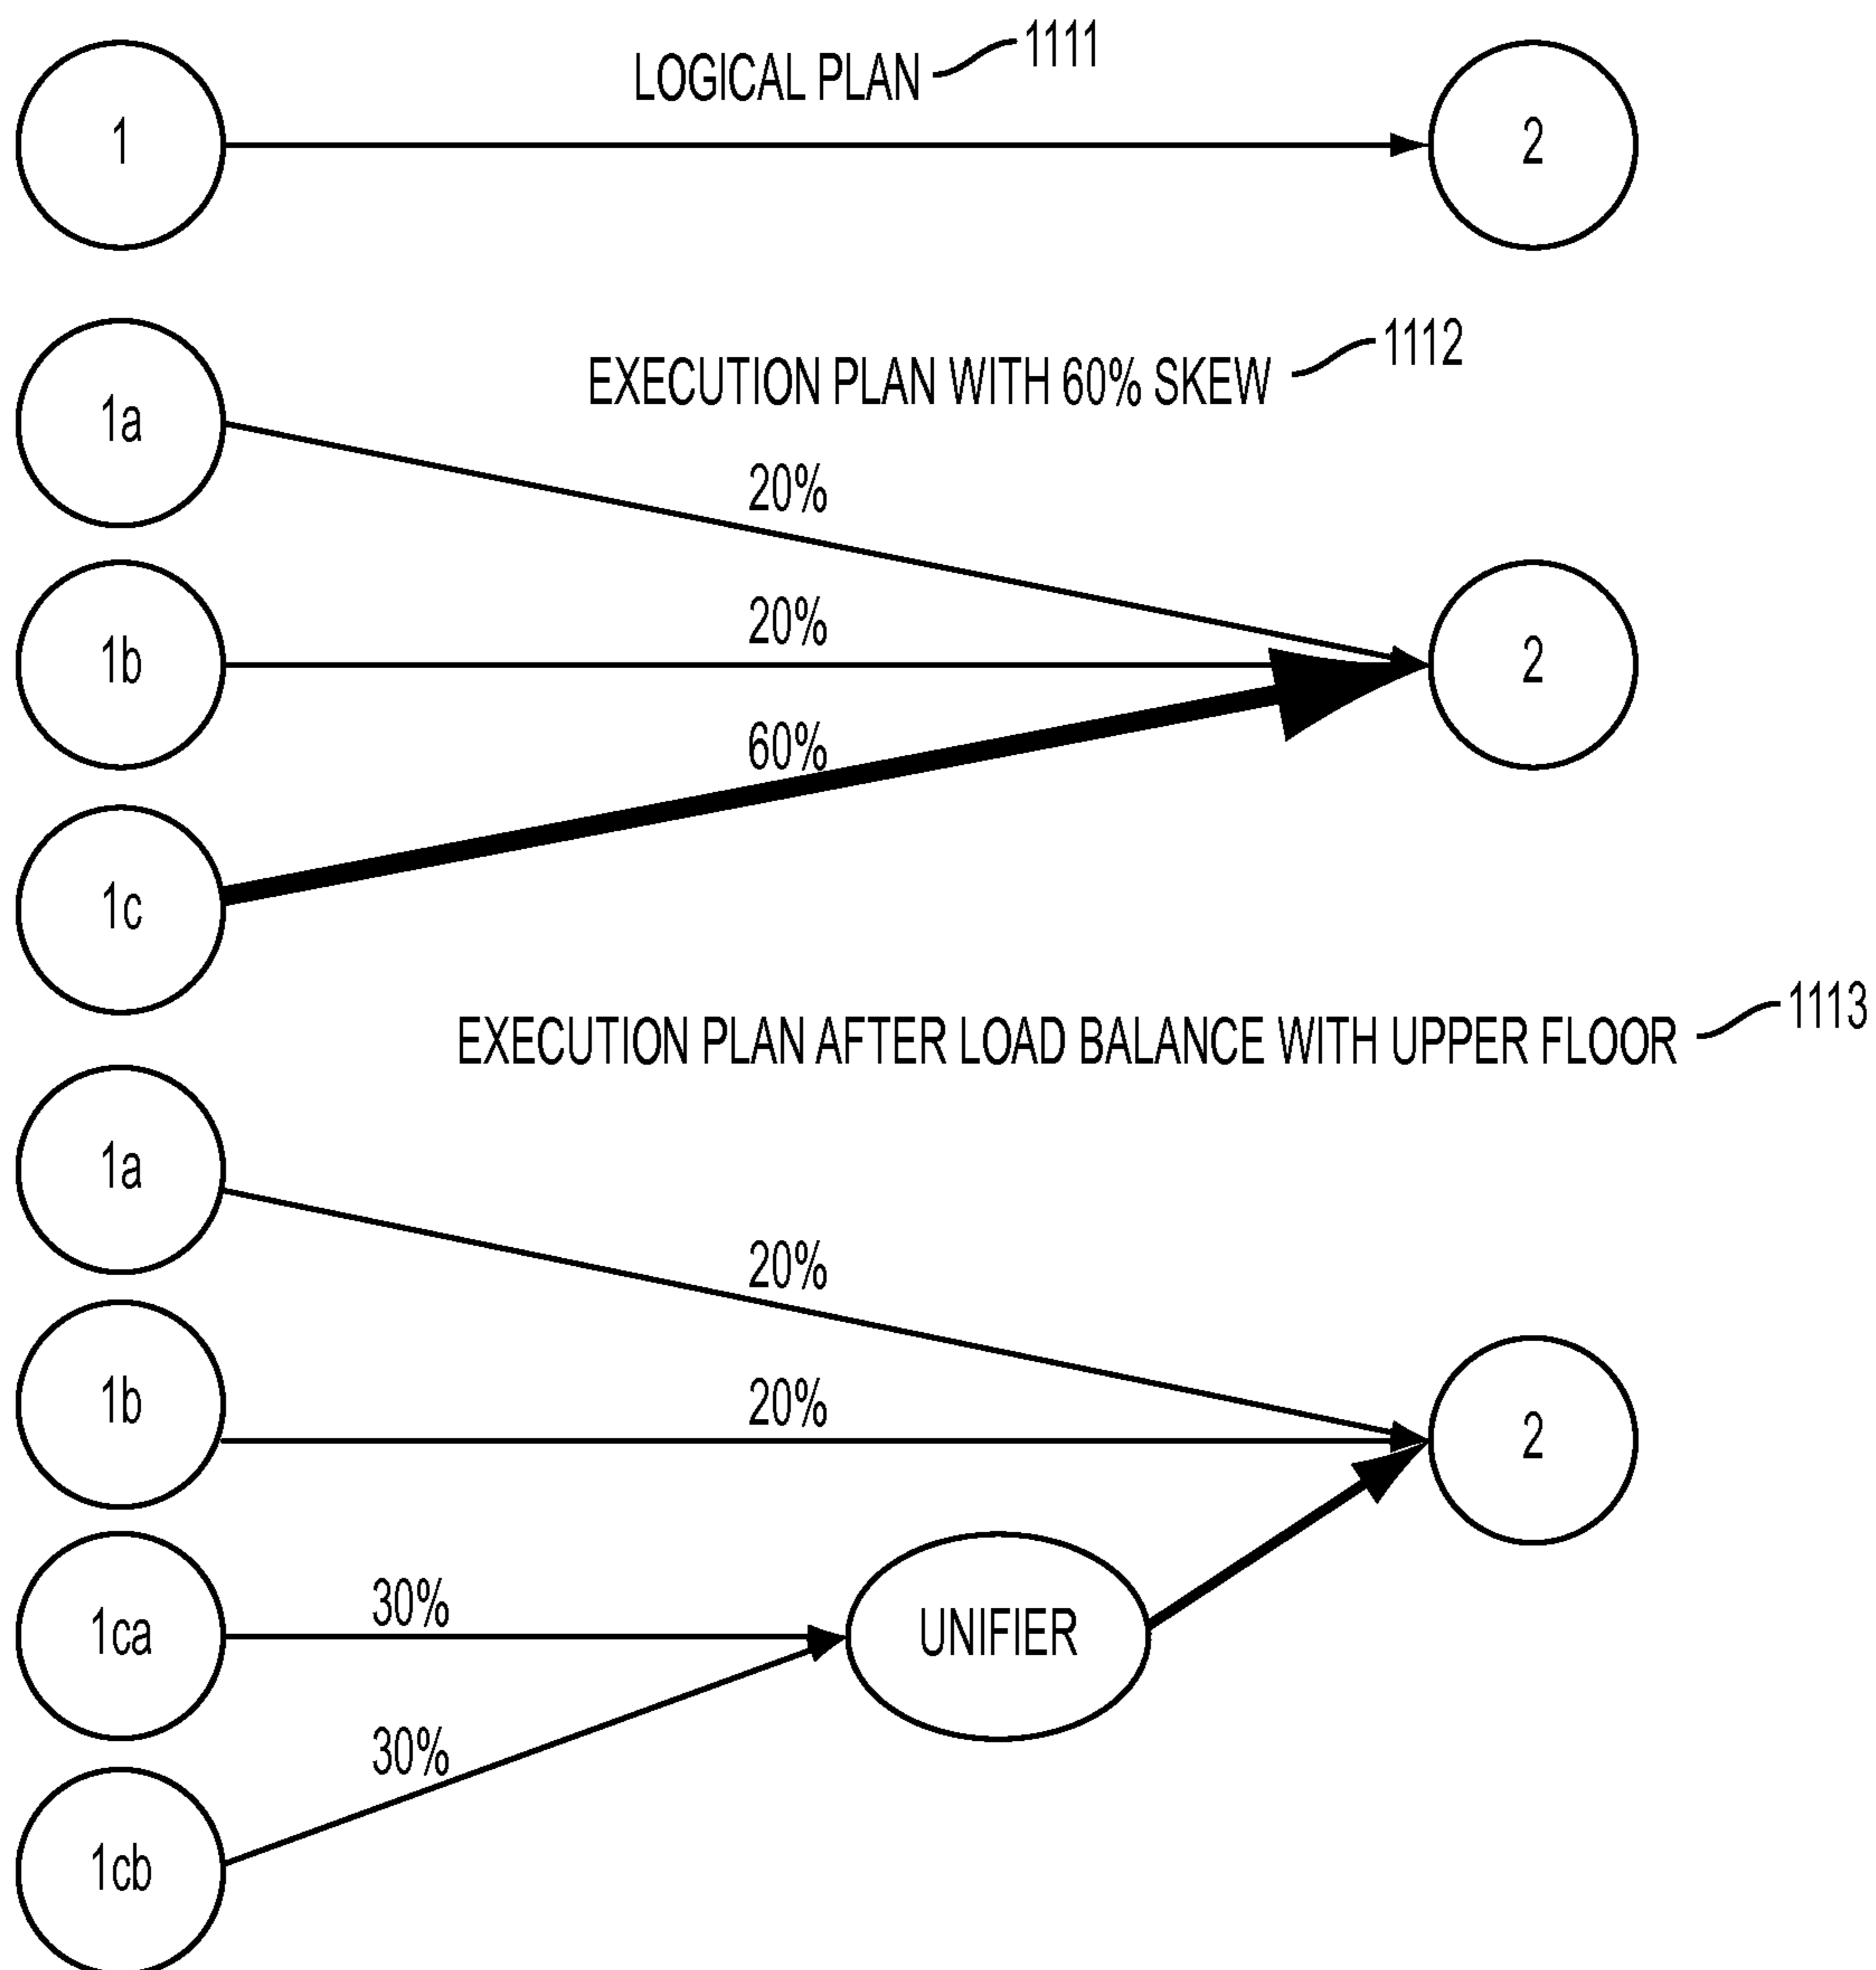 LOGICAL PLAN 1111
1 2
EXECUTION PLAN WITH 60% SKEW 1112
1a
20%
20%
1b 2
60%
1c
EXECUTION PLAN AFTER LOAD BALANCE WITH UPPER FLOOR 1113
1a
20%
20%
1b
2
30%
1ca UNIFIER
30%
1cb